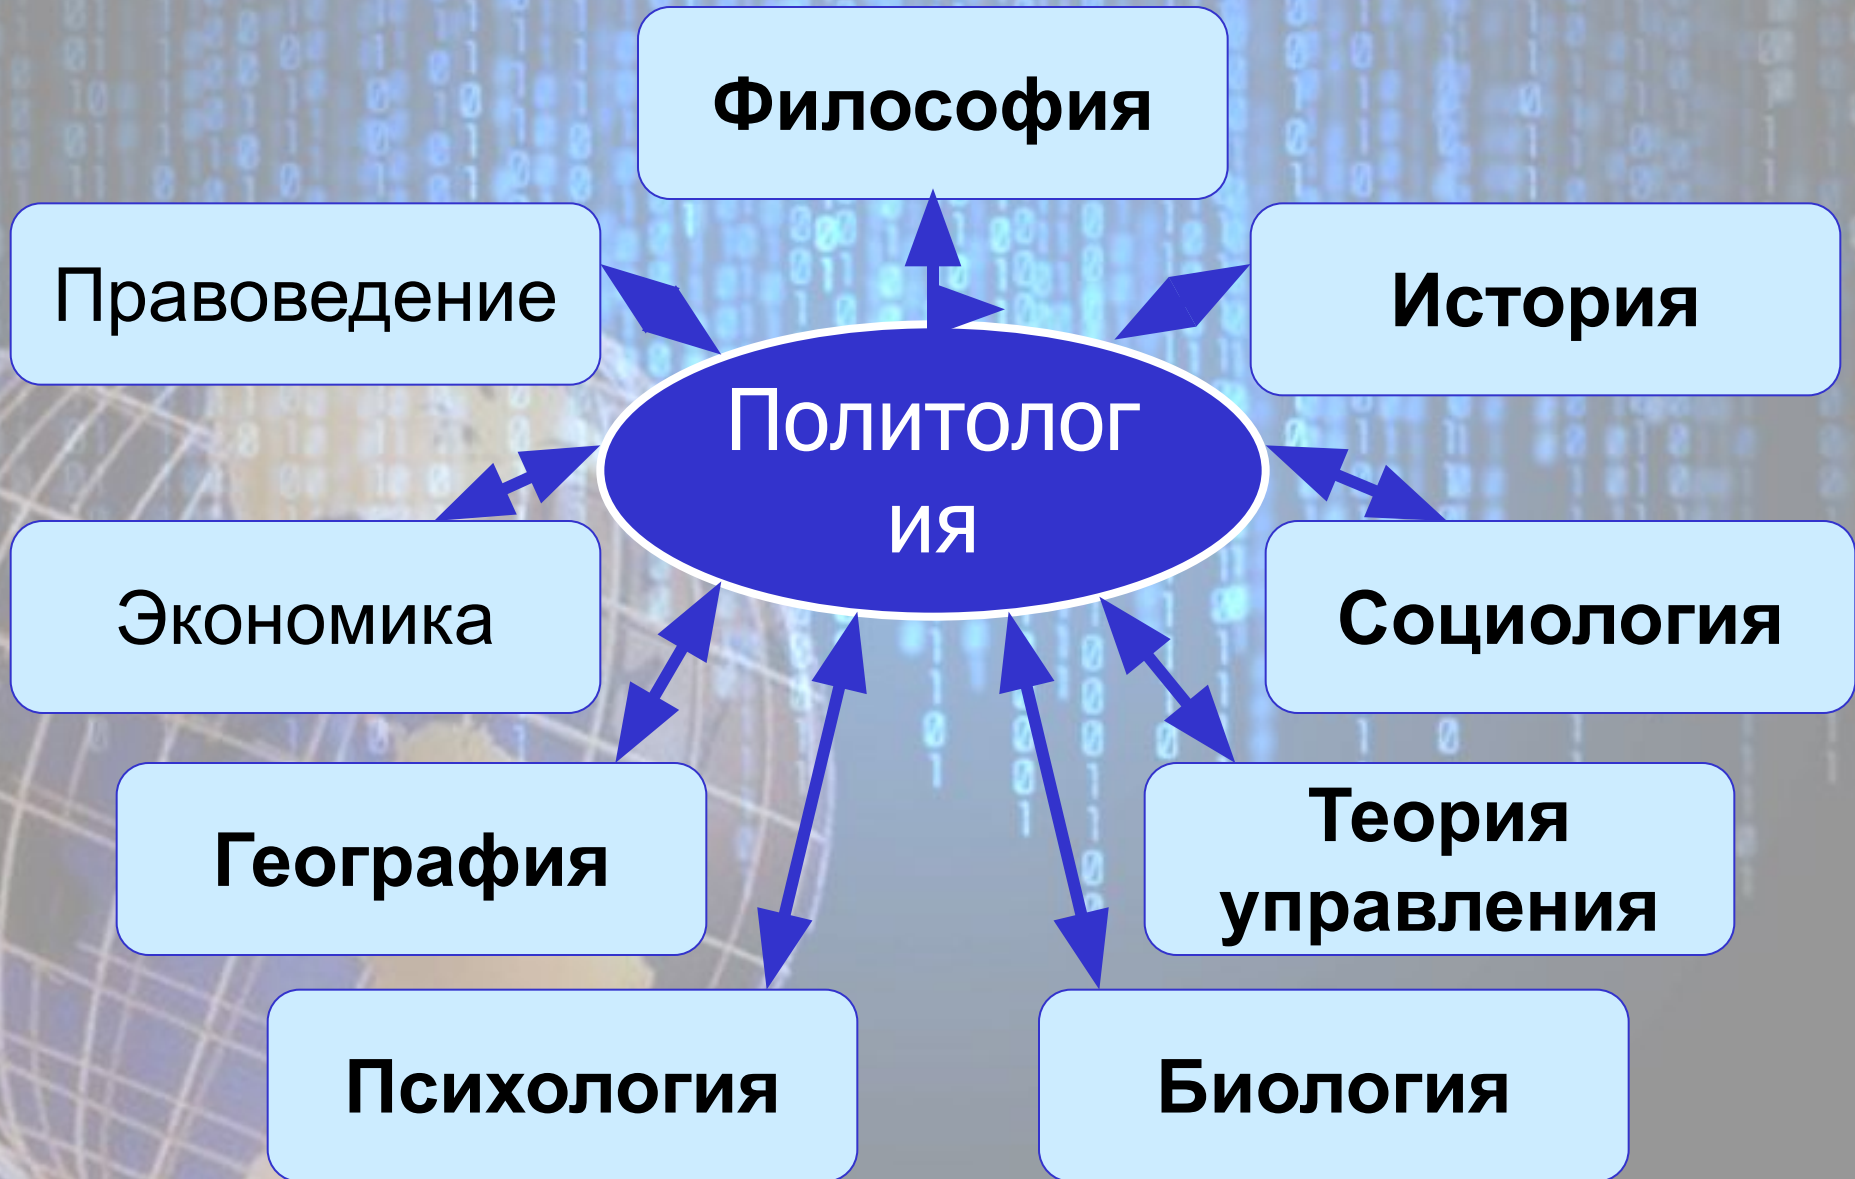 Философия
Правоведение
История
Политолог
ия
Экономика
Социология
География
Теория
управления
Психология
Биология